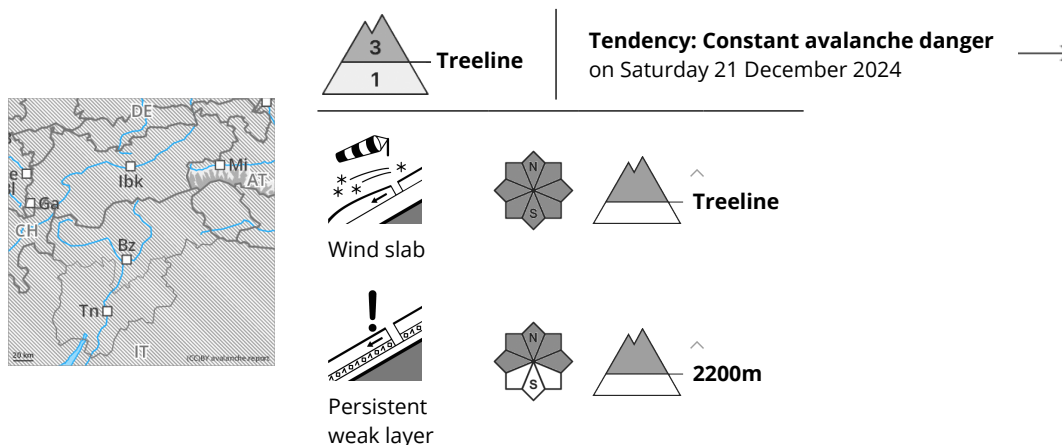 3
1
Treeline
Tendency: Constant avalanche danger
on Saturday 21 December 2024
DE
Mi
Ibk
AT
Ga
CH
Bz
Tn
IT
20 km
(CC)BY avalanche.report
N
S
Treeline
Wind slab
!
N
S
2200m
Persistent
weak layer